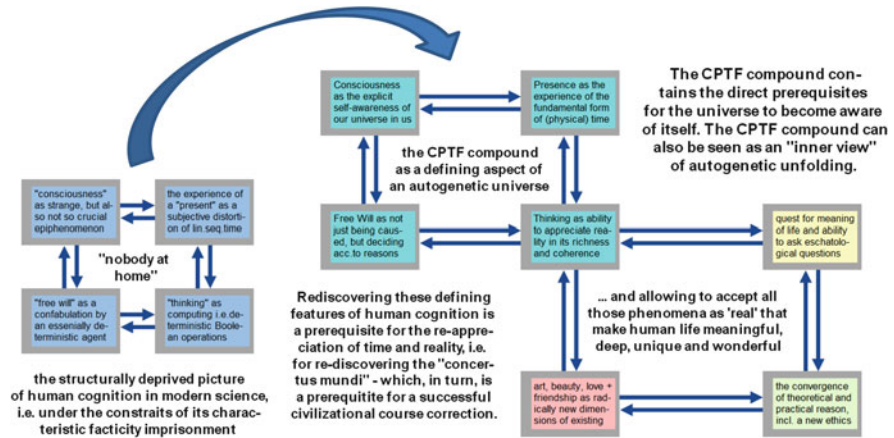 Consciousness
as the explicit
self-awareness of
our universe in us
Presence as the
experience of the
fundamental form
of (physical) time
The CPTF compound con-
tains the direct prerequisites
for the universe to become aware
of itself. The CPTF compound can
also be seen as an "inner view"
of autogenetic unfolding.
the CPTF compound
as a defining aspect of
an autogenetic universe
"consciousness"
as strange, but al-
so not so crucial
epiphenomenon
the experience of
a "present" as a
subjective distorti-
on of lin.seq.time
"nobody at
home"
"free will" as a
confabulation by
an essenially de-
terministic agent
"thinking" as
computing i.e.de-
terministic Boole-
an operations
the structurally deprived picture
of human cognition in modern science,
i.e. under the constraits of its charac-
teristic facticity imprisonment
Free Will as not
just being caus-
ed, but deciding
acc.to reasons
Thinking as ability
to appreciate rea-
lity in its richness
and coherence
quest for meaning
of life and ability
to ask eschatolo-
gical questions
Rediscovering these defining
features of human cognition is
a prerequisite for the re-appre-
ciation of time and reality, i.e.
for re-discovering the "concer-
tus mundi" - which, in turn, is
a prerequitite for a successful
civilizational course correction.
... and allowing to accept all
those phenomena as 'real' that
make human life meaningful,
deep, unique and wonderful
art, beauty, love +
friendship as rad-
ically new dimen-
sions of existing
the convergence
of theoretical and
practical reason,
incl. a new ethics